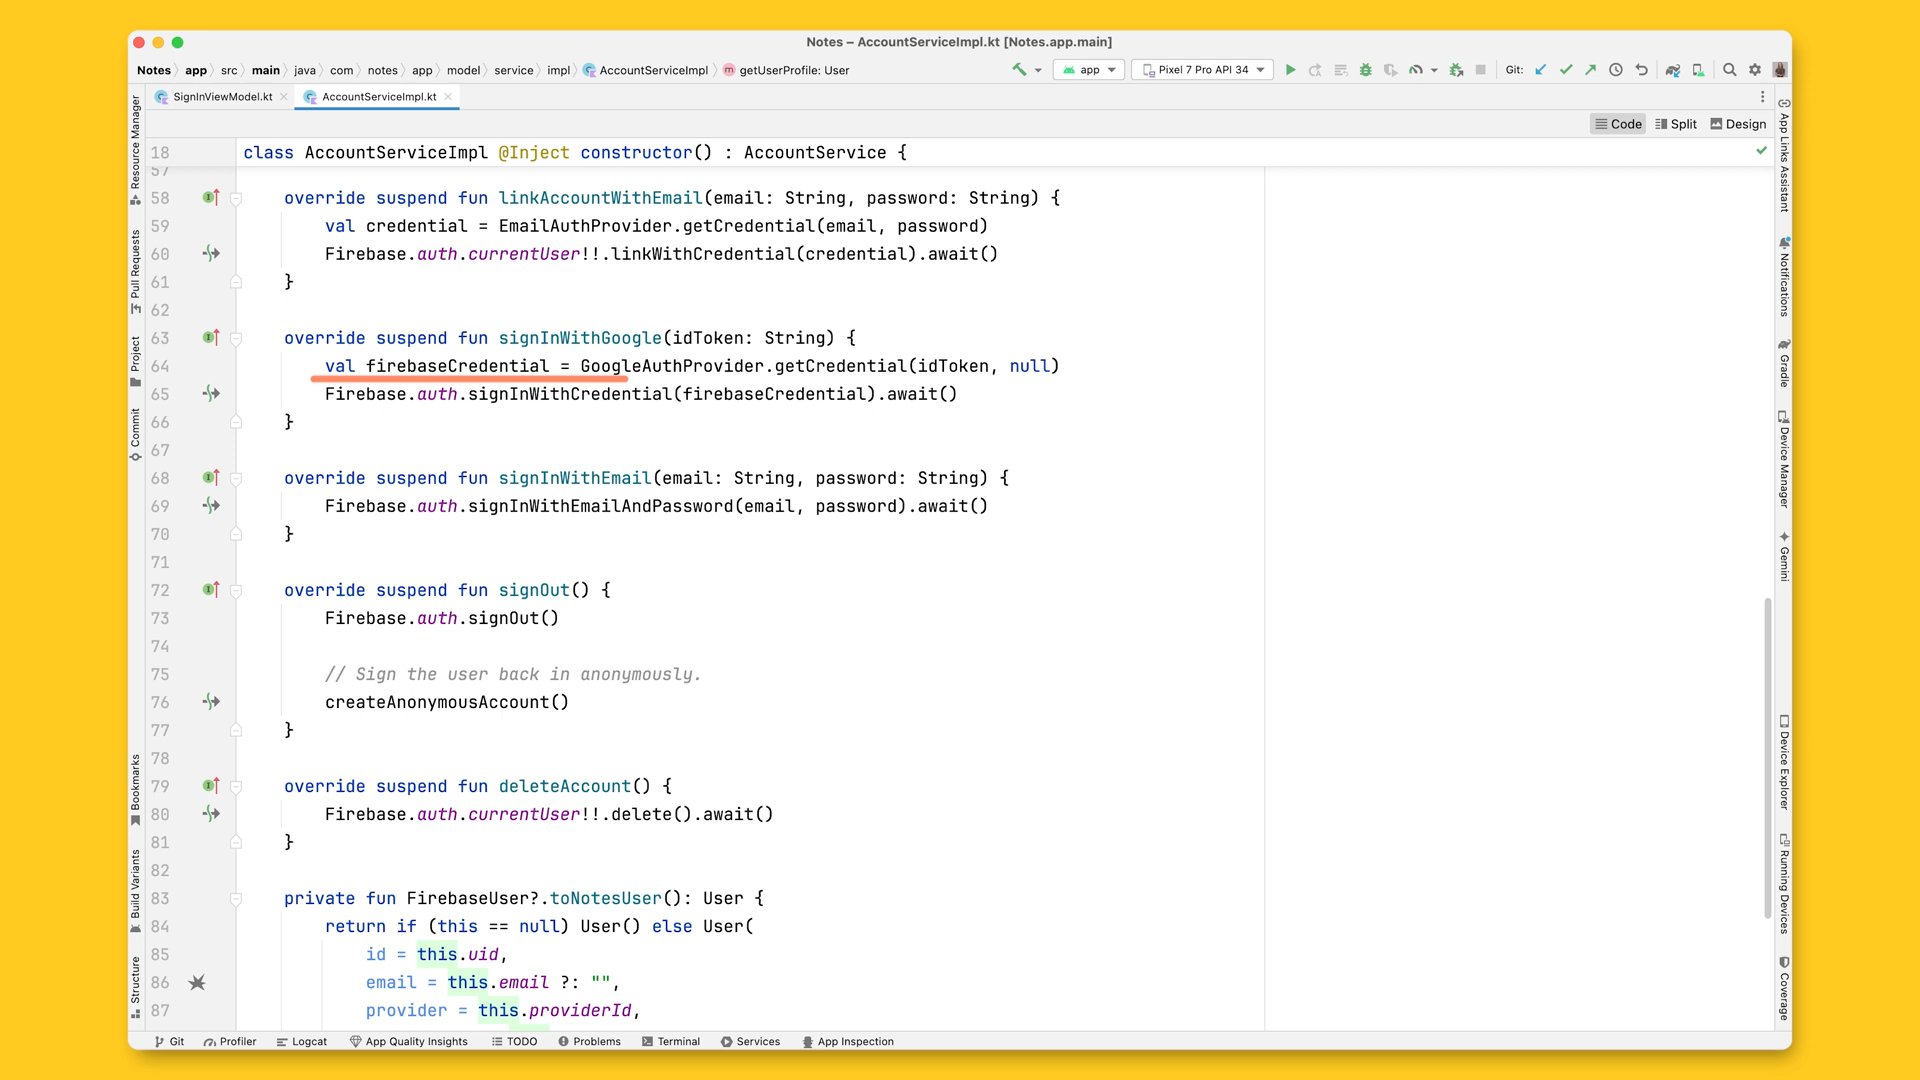 Notes – AccountServiceImpl.kt [Notes.app.main]
Notes app src main java com notes app model service impl AccountServiceImpl getUserProfile: User
app Pixel 7 Pro API 34 Git:
SignInViewModel.kt AccountServiceImpl.kt
Code Split Design
18 class AccountServiceImpl @Inject constructor() : AccountService {
57
58 override suspend fun linkAccountWithEmail(email: String, password: String) {
59 val credential = EmailAuthProvider.getCredential(email, password)
60 Firebase.auth.currentUser!!.linkWithCredential(credential).await()
61 }
62
63 override suspend fun signInWithGoogle(idToken: String) {
64 val firebaseCredential = GoogleAuthProvider.getCredential(idToken, null)
65 Firebase.auth.signInWithCredential(firebaseCredential).await()
66 }
67
68 override suspend fun signInWithEmail(email: String, password: String) {
69 Firebase.auth.signInWithEmailAndPassword(email, password).await()
70 }
71
72 override suspend fun signOut() {
73 Firebase.auth.signOut()
74
75 // Sign the user back in anonymously.
76 createAnonymousAccount()
77 }
78
79 override suspend fun deleteAccount() {
80 Firebase.auth.currentUser!!.delete().await()
81 }
82
83 private fun FirebaseUser?.toNotesUser(): User {
84 return if (this == null) User() else User(
85 id = this.uid,
86 email = this.email ?: "",
87 provider = this.providerId,
Resource Manager
Pull Requests
Project
Commit
Bookmarks
Build Variants
Structure
App Links Assistant
Notifications
Gradle
Device Manager
Gemini
Device Explorer
Running Devices
Coverage
Git Profiler Logcat App Quality Insights TODO Problems Terminal Services App Inspection